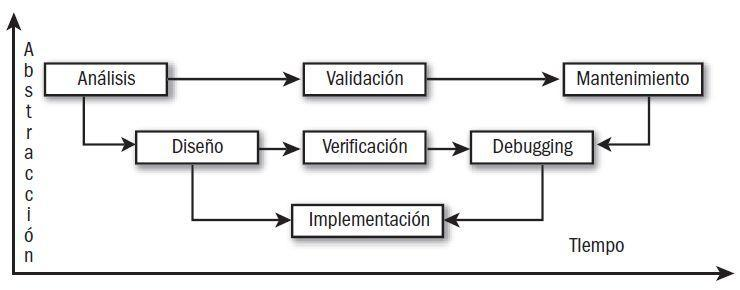 Abstracción
Análisis
Validación
Mantenimiento
Diseño
Verificación
Debugging
Implementación
TIempo